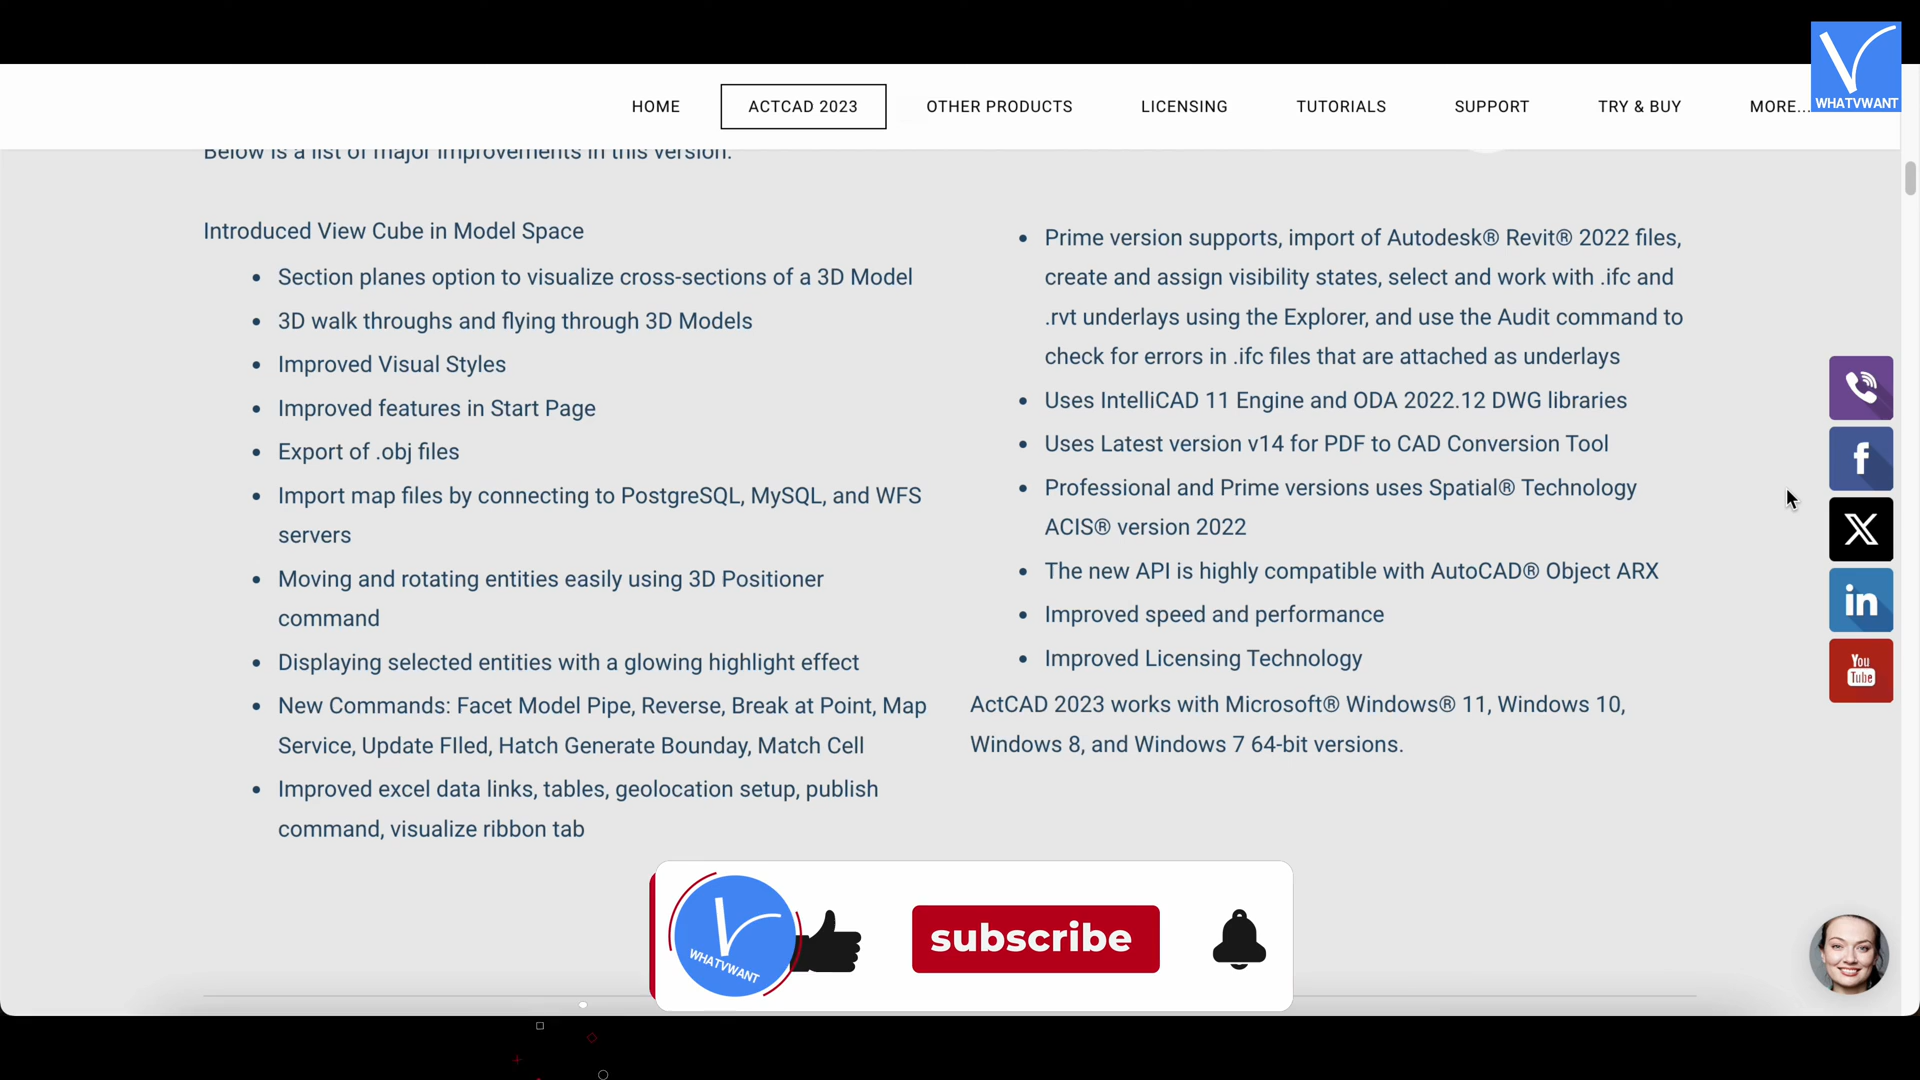 WHATVWANT
HOME
ACTCAD 2023
OTHER PRODUCTS
LICENSING
TUTORIALS
SUPPORT
TRY & BUY
MORE...
Below is a list of major improvements in this version.
Introduced View Cube in Model Space
• Section planes option to visualize cross-sections of a 3D Model
• 3D walk throughs and flying through 3D Models
• Improved Visual Styles
• Improved features in Start Page
• Export of .obj files
• Import map files by connecting to PostgreSQL, MySQL, and WFS
servers
• Moving and rotating entities easily using 3D Positioner
command
• Displaying selected entities with a glowing highlight effect
• New Commands: Facet Model Pipe, Reverse, Break at Point, Map
Service, Update FIled, Hatch Generate Bounday, Match Cell
• Improved excel data links, tables, geolocation setup, publish
command, visualize ribbon tab
• Prime version supports, import of Autodesk® Revit® 2022 files,
create and assign visibility states, select and work with .ifc and
.rvt underlays using the Explorer, and use the Audit command to
check for errors in .ifc files that are attached as underlays
• Uses IntelliCAD 11 Engine and ODA 2022.12 DWG libraries
• Uses Latest version v14 for PDF to CAD Conversion Tool
• Professional and Prime versions uses Spatial® Technology
ACIS® version 2022
• The new API is highly compatible with AutoCAD® Object ARX
• Improved speed and performance
• Improved Licensing Technology
ActCAD 2023 works with Microsoft® Windows® 11, Windows 10,
Windows 8, and Windows 7 64-bit versions.
f
X
in
You
Tube
WHATVWANT
subscribe